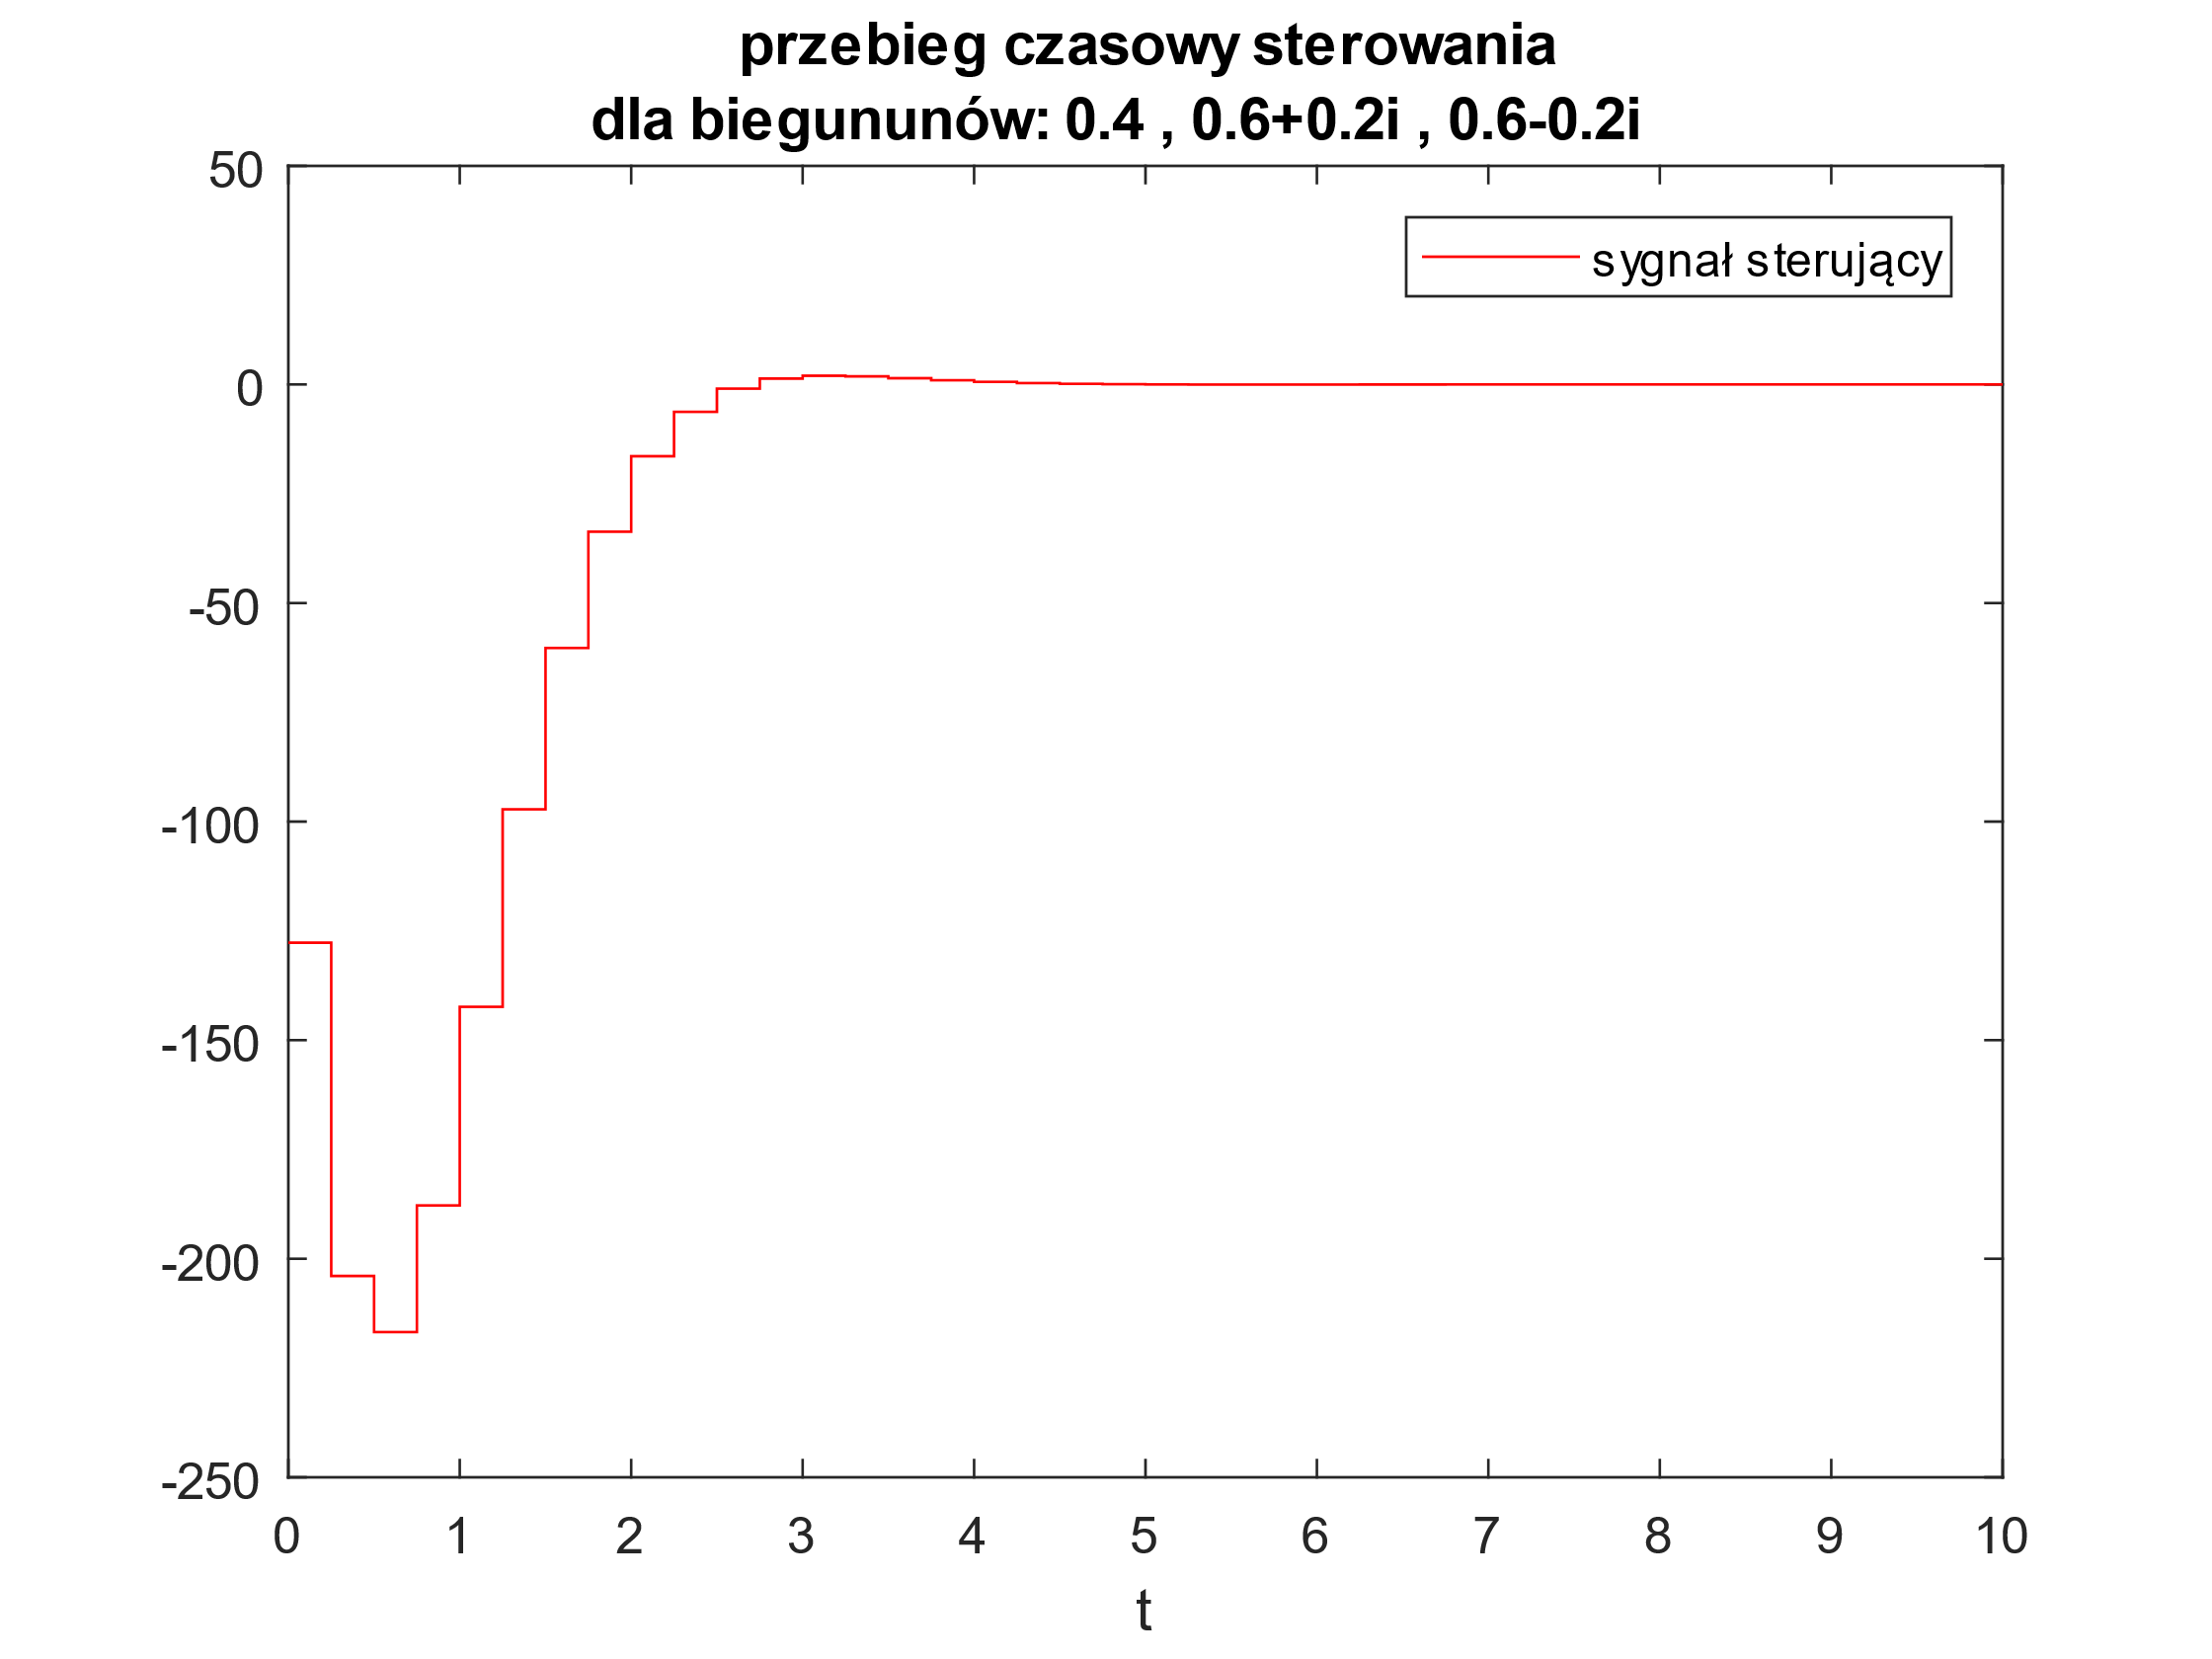 przebieg czasowy sterowania
dla biegununów: 0.4 , 0.6+0.2i , 0.6-0.2i
50
sygnał sterujący
0
-50
-100
-150
-200
-250
0 1 2 3 4 5 6 7 8 9 10
t